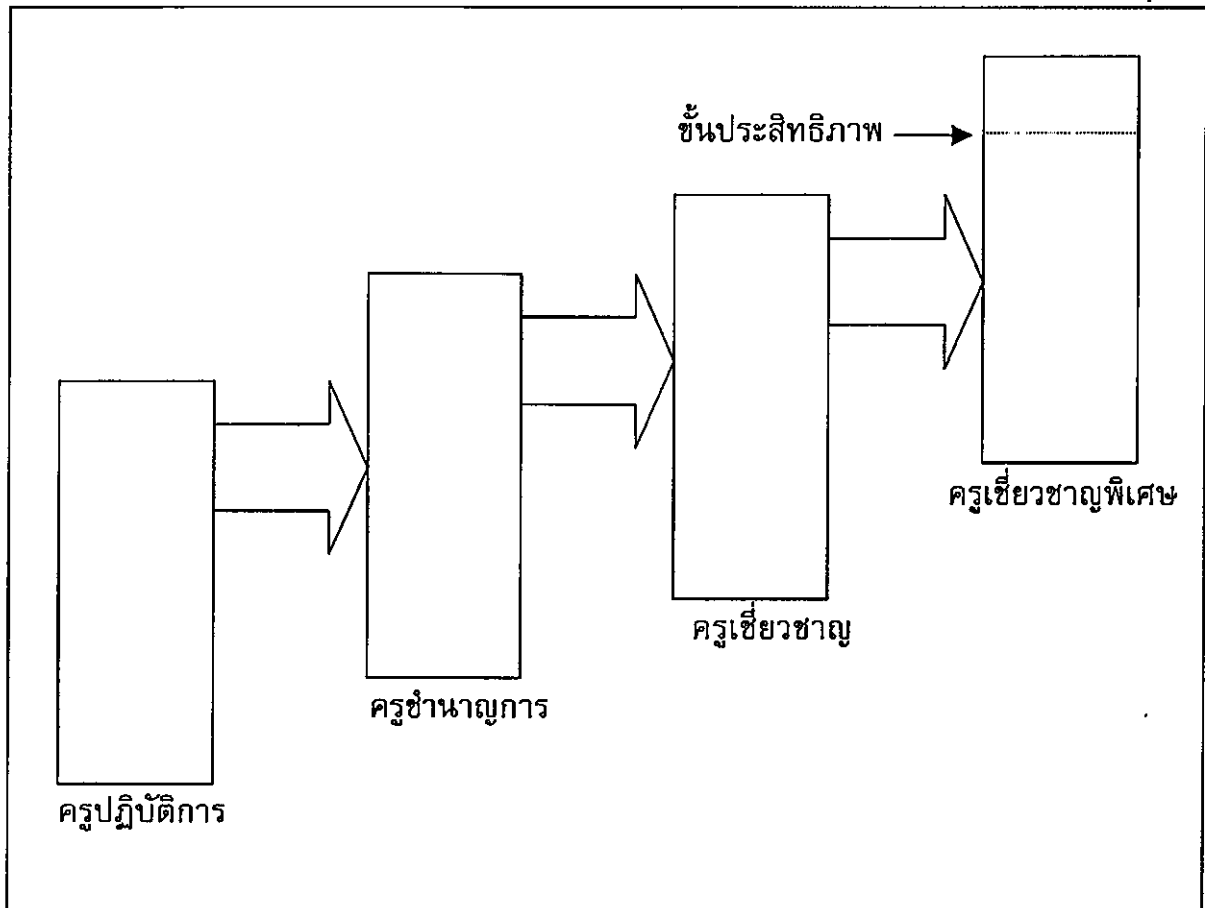 ขั้นประสิทธิภาพ
ครูเชี่ยวชาญพิเศษ
ครูเชี่ยวชาญ
ครูชำนาญการ
ครูปฏิบัติการ